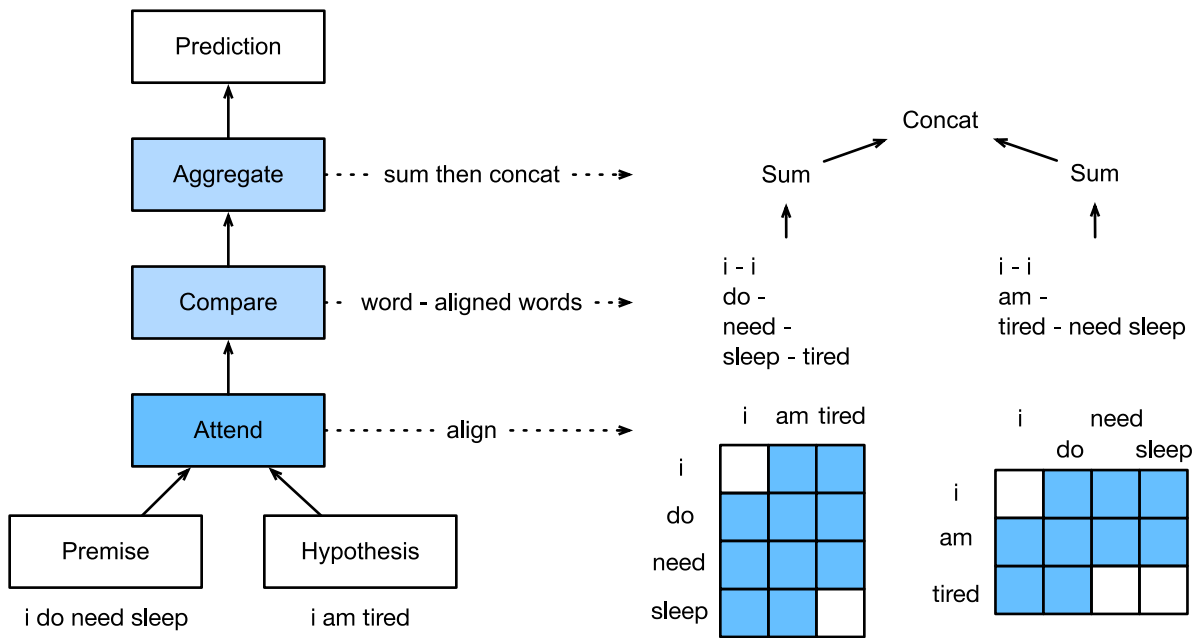 Prediction
Aggregate
sum then concat
Compare
word - aligned words
Attend
align
Premise
Hypothesis
i do need sleep
i am tired
Concat
Sum
Sum
i - i
do -
need -
sleep - tired
i - i
am -
tired - need sleep
i am tired
i
do
need
sleep
i need
do sleep
i
am
tired